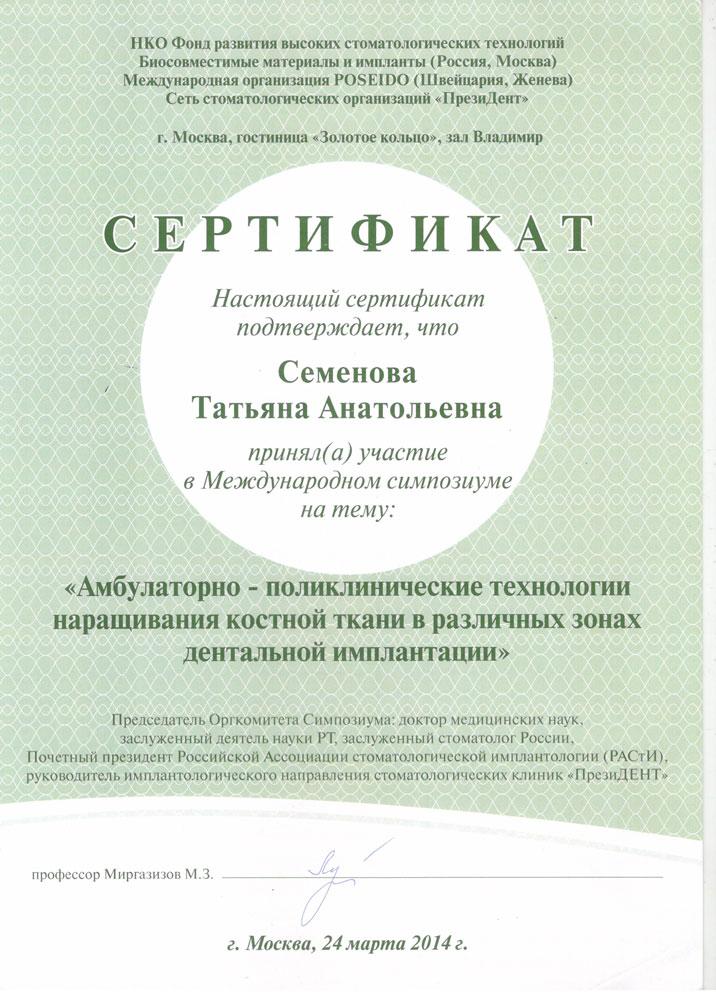 НКО Фонд развития высоких стоматологических технологий
Биосовместимые материалы и импланты (Россия, Москва)
Международная организация POSEIDO (Швейцария, Женева)
Сеть стоматологических организаций «ПрезиДент»
г. Москва, гостиница «Золотое кольцо», зал Владимир
СЕРТИФИКАТ
Настоящий сертификат
подтверждает, что
Семенова
Татьяна Анатольевна
принял(а) участие
в Международном симпозиуме
на тему:
«Амбулаторно - поликлинические технологии
наращивания костной ткани в различных зонах
дентальной имплантации»
Председатель Оргкомитета Симпозиума: доктор медицинских наук,
заслуженный деятель науки РТ, заслуженный стоматолог России,
Почетный президент Российской Ассоциации стоматологической имплантологии (РАСтИ),
руководитель имплантологического направления стоматологических клиник «ПрезиДЕНТ»
профессор Миргазизов М.З.
г. Москва, 24 марта 2014 г.